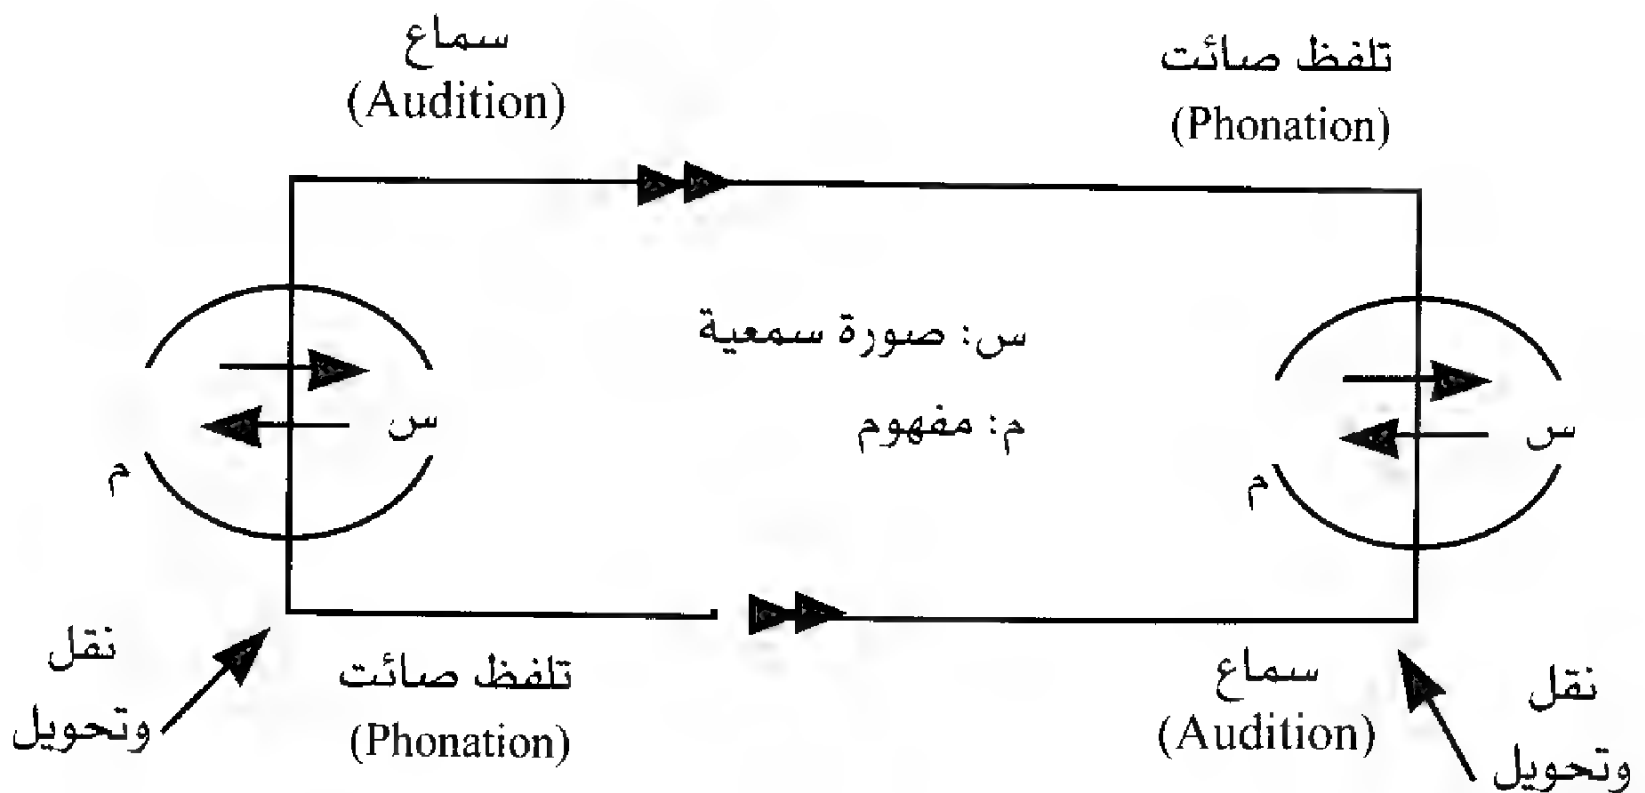 تلفظ صائت
(Phonation)
سماع
(Audition)
س: صورة سمعية
م: مفهوم
س
م
س
م
نقل
وتحويل
سماع
(Audition)
تلفظ صائت
(Phonation)
نقل
وتحويل